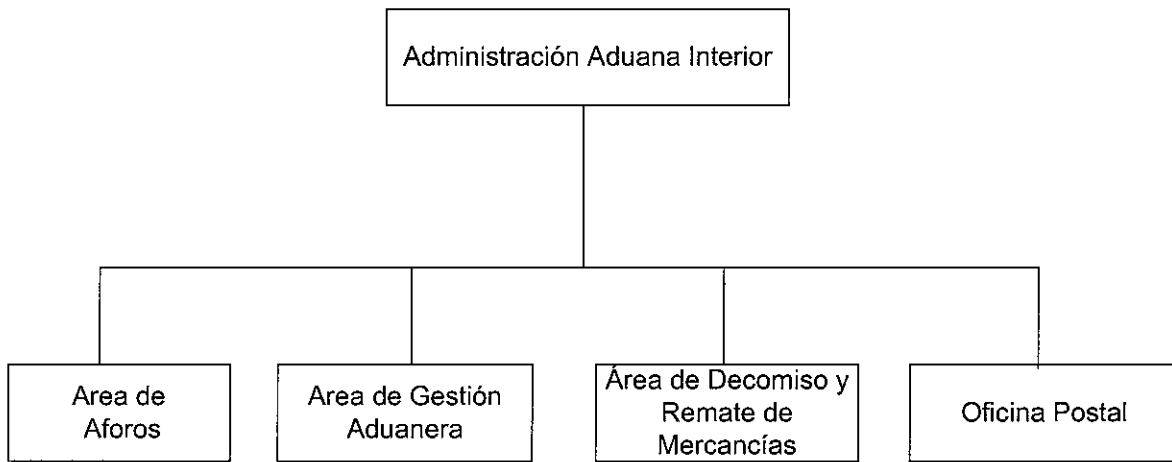 Administración Aduana Interior
Area de
Aforos
Area de Gestión
Aduanera
Área de Decomiso y
Remate de
Mercancías
Oficina Postal